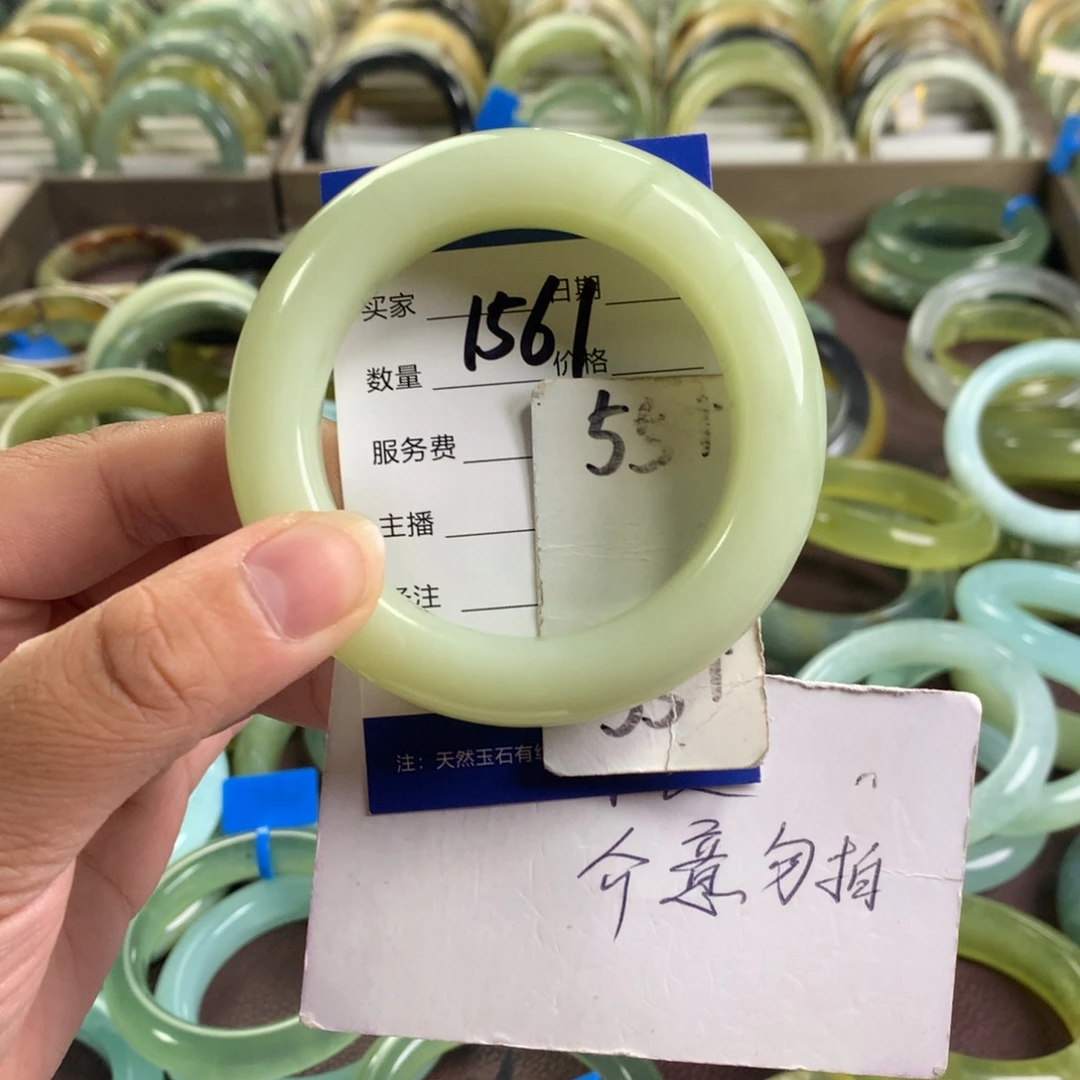 买家 日期
1561
数量 价格
55
服务费
主播
注
注：天然玉石有
介意勿拍